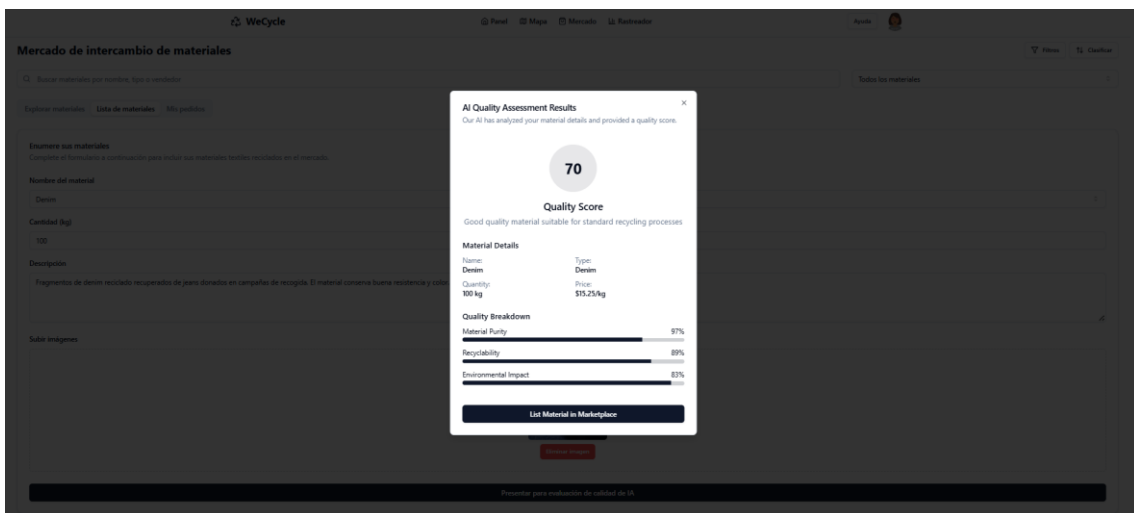 WeCycle
Panel Mapa Mercado Rastreador
Ayuda
Mercado de intercambio de materiales
Filtros Clasificar
Buscar materiales por nombre, tipo o vendedor
Todos los materiales
Explorar materiales Lista de materiales Mis pedidos
Enumere sus materiales
Complete el formulario a continuación para incluir sus materiales textiles reciclados en el mercado.
Nombre del material
Denim
Cantidad (kg)
100
Descripción
Fragmentos de denim reciclado recuperados de jeans donados en campañas de recogida. El material conserva buena resistencia y
Subir imágenes
AI Quality Assessment Results
Our AI has analyzed your material details and provided a quality score.
70
Quality Score
Good quality material suitable for standard recycling processes
Material Details
Name: Type:
Denim Denim
Quantity: Price:
100 kg $15.25/kg
Quality Breakdown
Material Purity 97%
Recyclability 89%
Environmental Impact 83%
List Material in Marketplace
Presentar para evaluación de calidad de IA